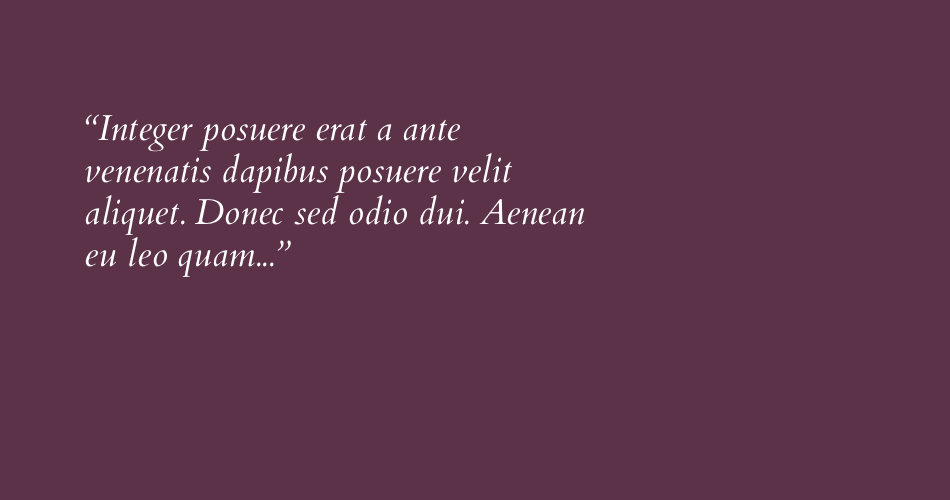 “Integer posuere erat a ante
venenatis dapibus posuere velit
aliquet. Donec sed odio dui. Aenean
eu leo quam...”